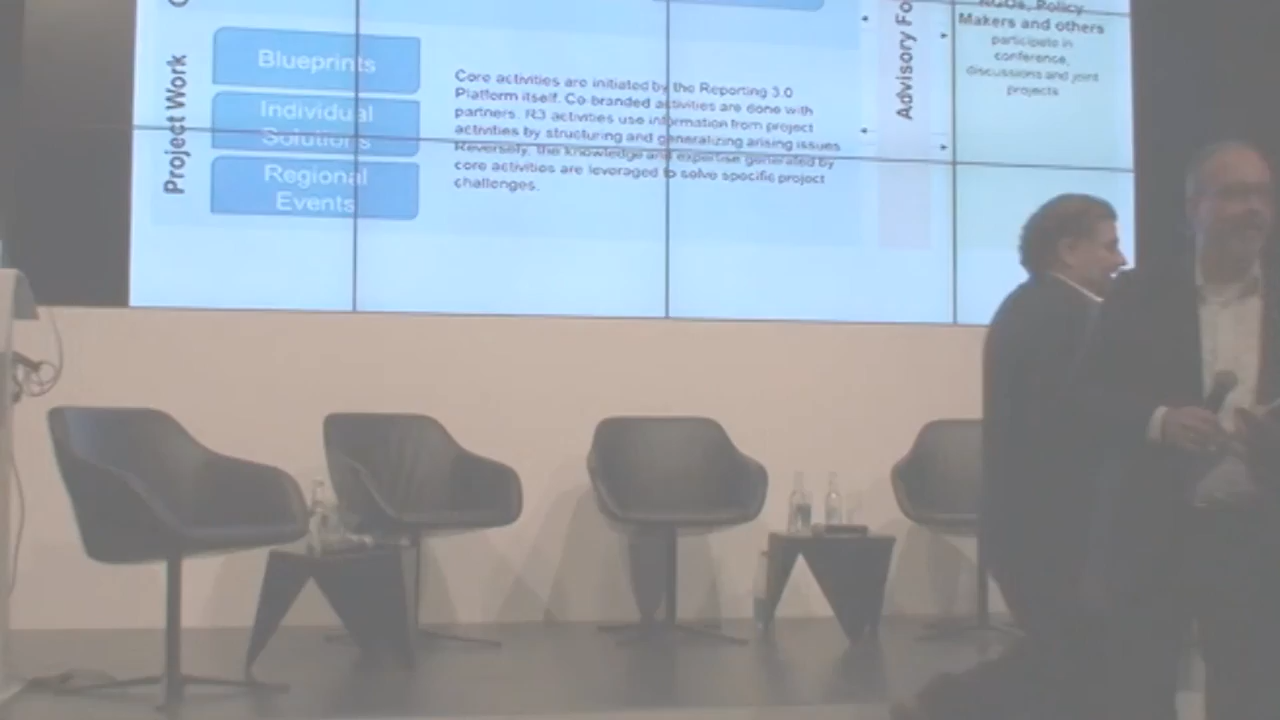 Project Work
Blueprints
Individual
Solutions
Regional
Events
Core activities are initiated by the Reporting 3.0
Platform itself. Co-branded activities are done with
partners. R3 activities use information from project
activities by structuring and generalizing arising issues
Reversely, the knowledge and expertise generated by
core activities are leveraged to solve specific project
challenges.
Advisory Fo
NGOs, Policy
Makers and others
participate in
conference,
discussions and joint
projects